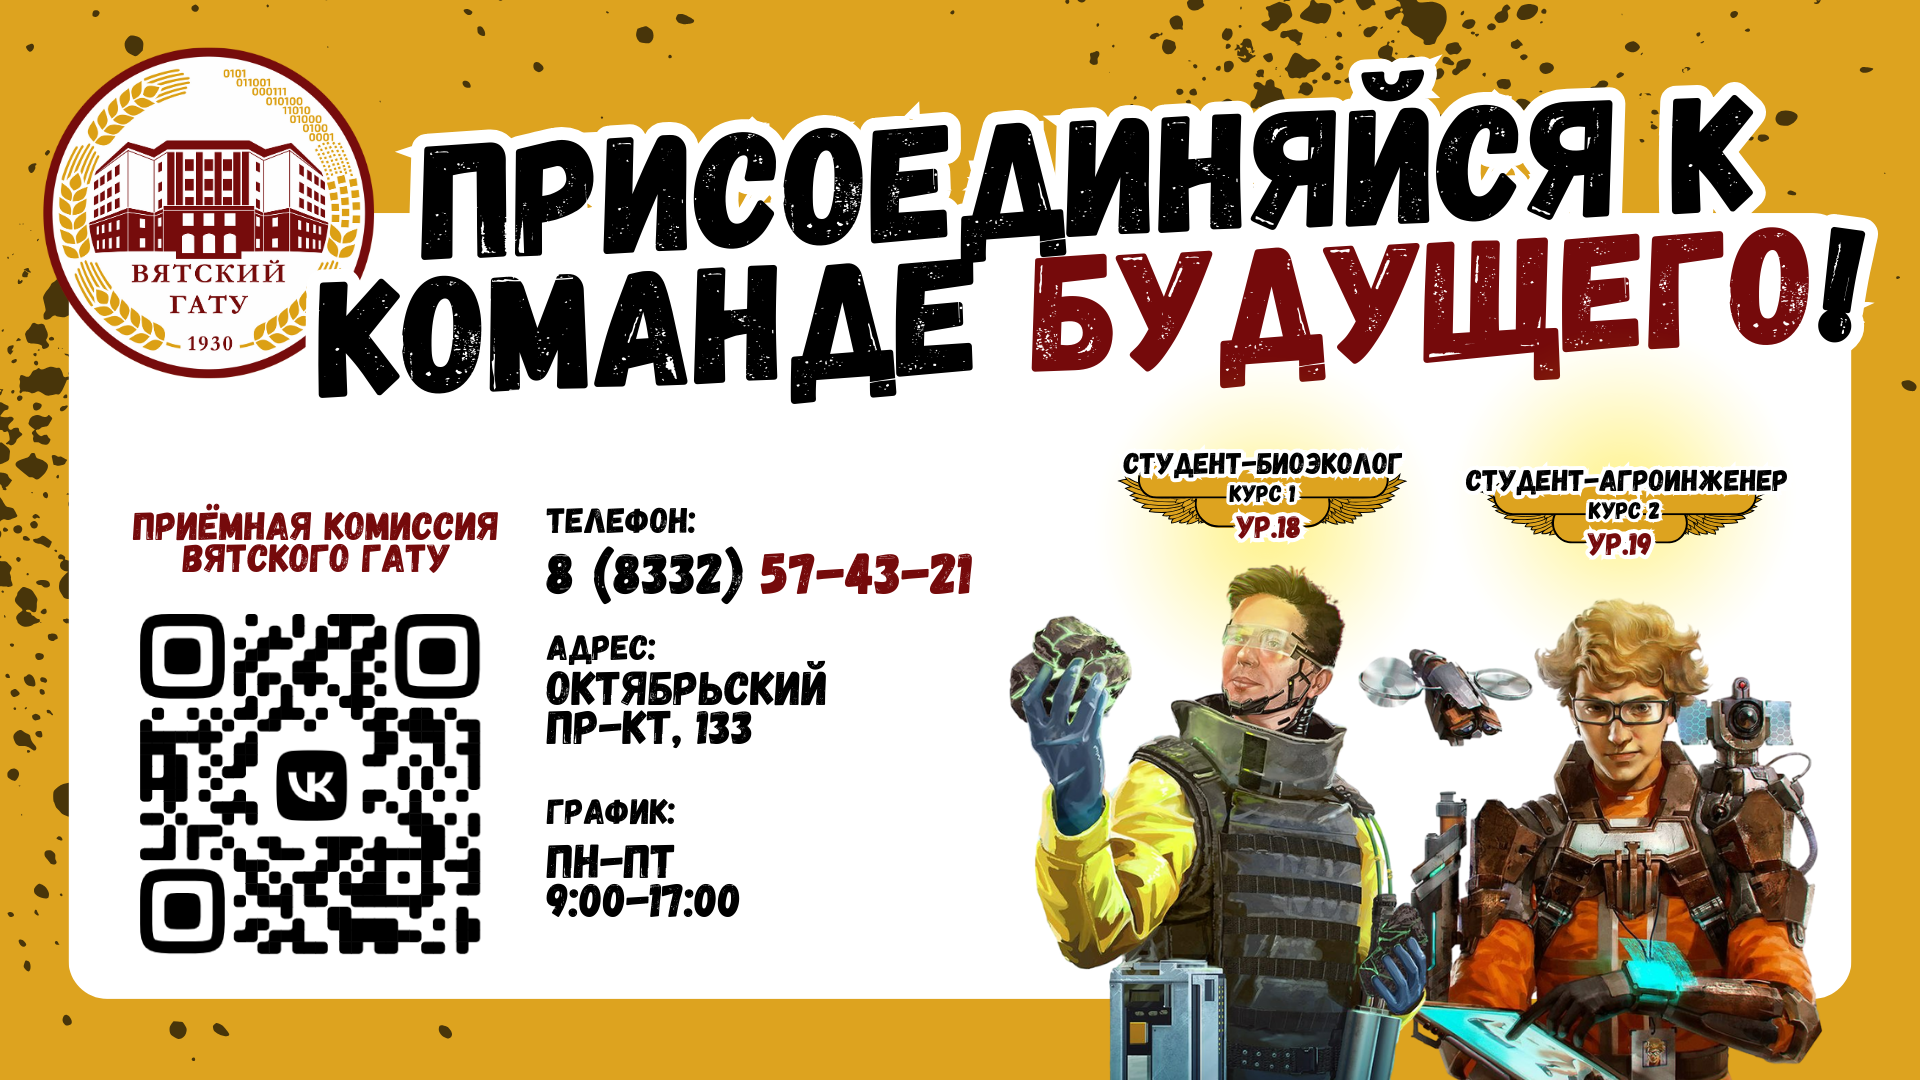 0101
011001
000111
010100
11010
01000
0100
0001
ВЯТСКИЙ
ГАТУ
1930
ПРИСОЕДИНЯЙСЯ К
КОМАНДЕ БУДУЩЕГО!
ПРИЁМНАЯ КОМИССИЯ
ВЯТСКОГО ГАТУ
ТЕЛЕФОН:
8 (8332) 57-43-21
АДРЕС:
ОКТЯБРЬСКИЙ
ПР-КТ, 133
ГРАФИК:
ПН-ПТ
9:00-17:00
СТУДЕНТ-БИОЭКОЛОГ
КУРС 1
УР.18
СТУДЕНТ-АГРОИНЖЕНЕР
КУРС 2
УР.19